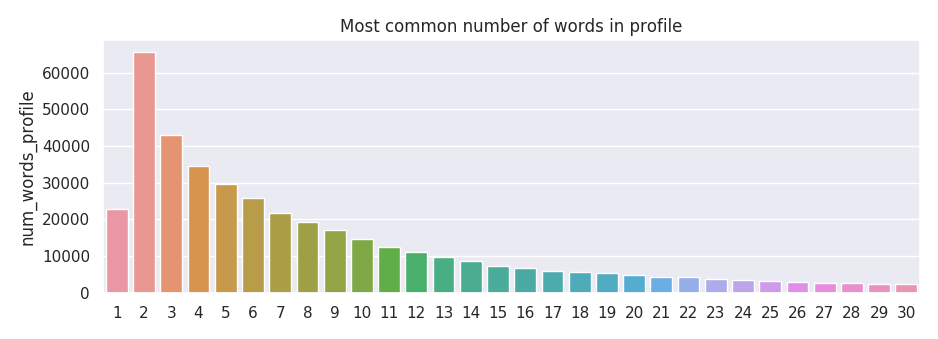 Most common number of words in profile
num_words_profile
60000
50000
40000
30000
20000
10000
0
1 2 3 4 5 6 7 8 9 10 11 12 13 14 15 16 17 18 19 20 21 22 23 24 25 26 27 28 29 30